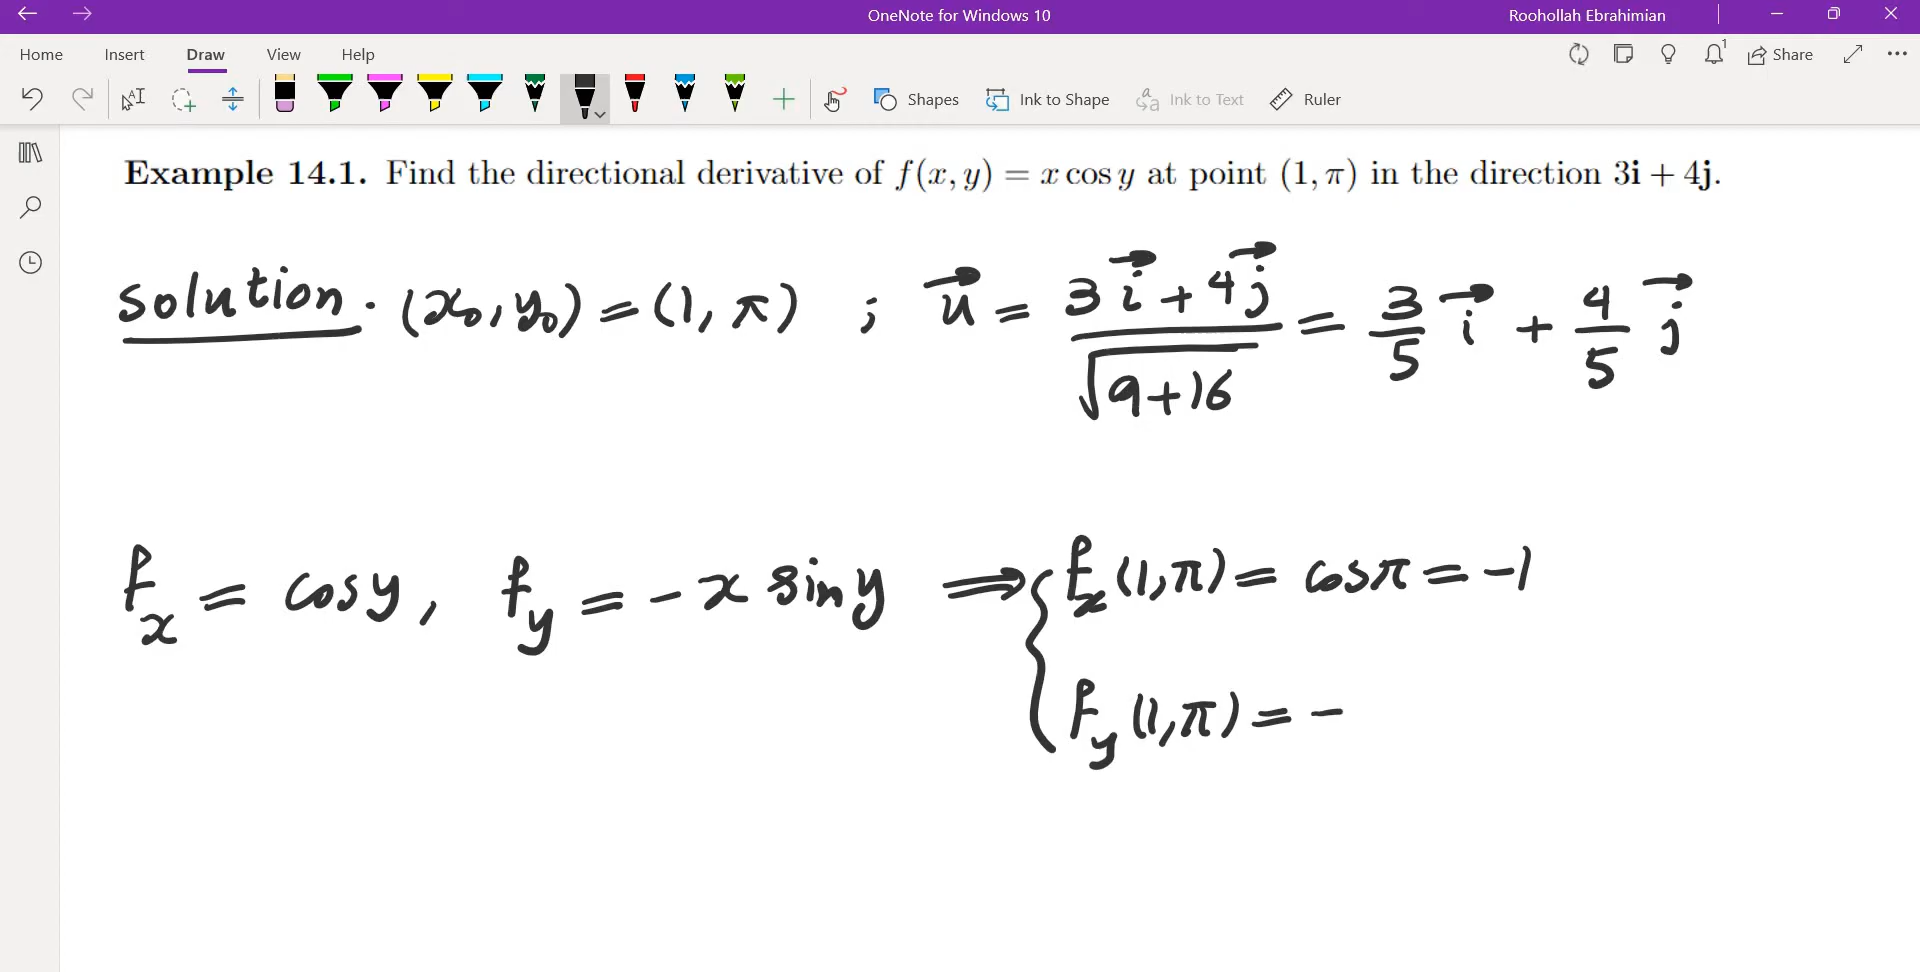 OneNote for Windows 10
Roohollah Ebrahimian
Home Insert Draw View Help
1 Share
Shapes Ink to Shape Ink to Text Ruler
Example 14.1. Find the directional derivative of f(x, y) = x cos y at point (1, π) in the direction 3i + 4j.
Solution. (x₀, y₀) = (1, π) ; u⃗ = (3i⃗ + 4j⃗)/√(9+16) = 3/5 i⃗ + 4/5 j⃗
fₓ = cos y, f_y = -x sin y ⟹ { fₓ(1, π) = cos π = -1
f_y(1, π) = -